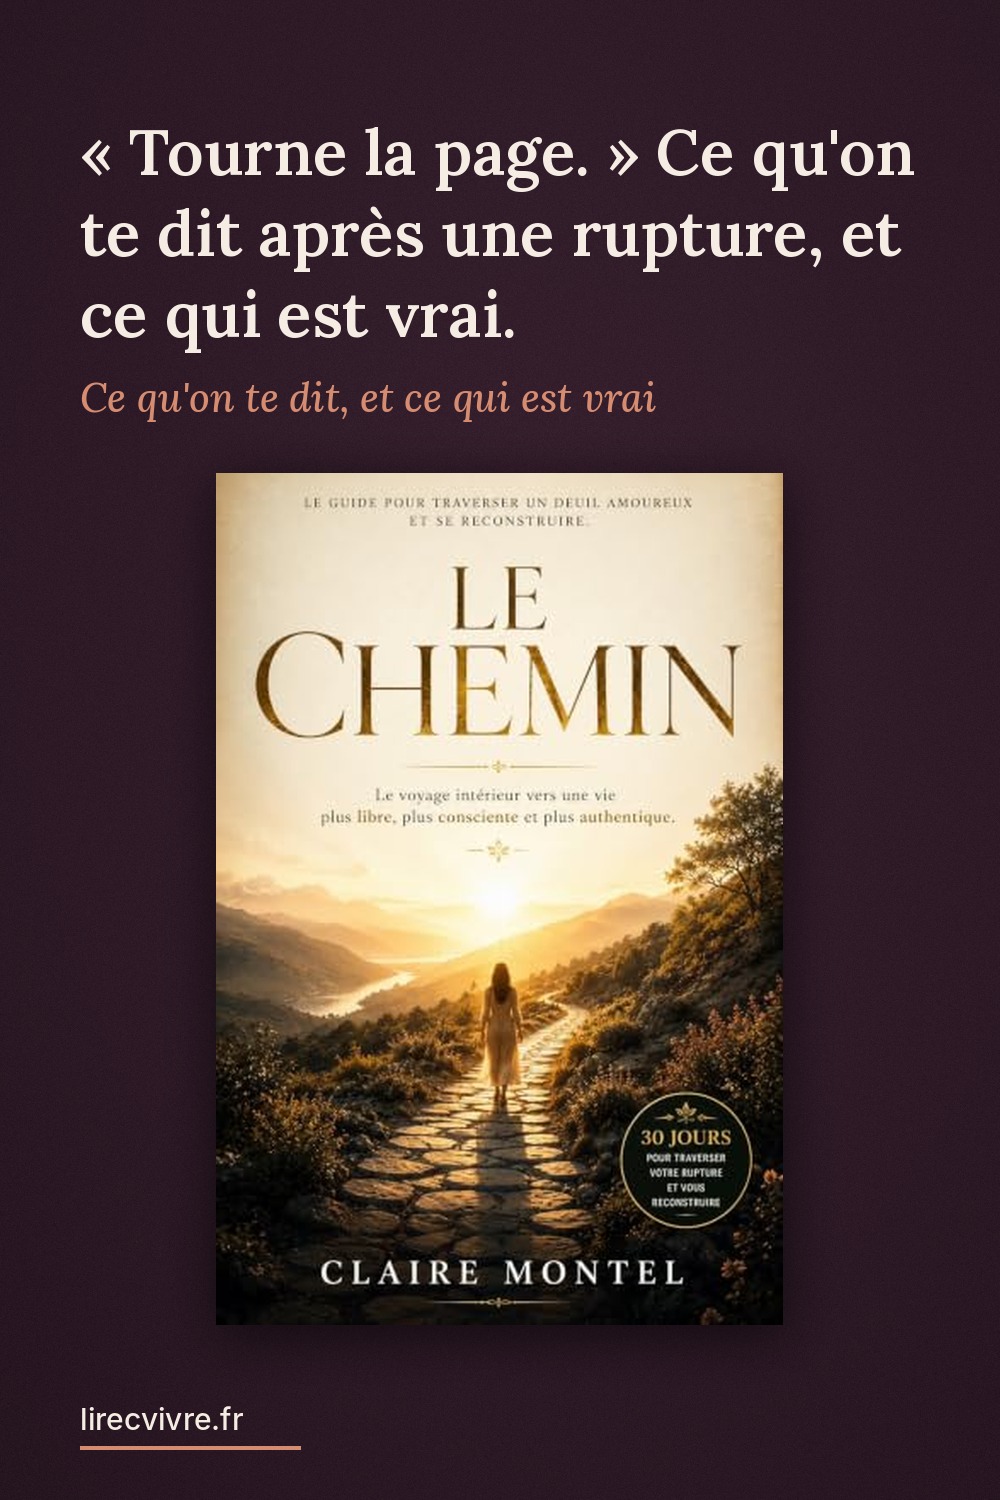 « Tourne la page. » Ce qu'on
te dit après une rupture, et
ce qui est vrai.
Ce qu'on te dit, et ce qui est vrai
LE GUIDE POUR TRAVERSER UN DEUIL AMOUREUX
ET SE RECONSTRUIRE.
LE
CHEMIN
Le voyage intérieur vers une vie
plus libre, plus consciente et plus authentique.
30 JOURS
POUR TRAVERSER
VOTRE RUPTURE
ET VOUS
RECONSTRUIRE
CLAIRE MONTEL
lirecvivre.fr